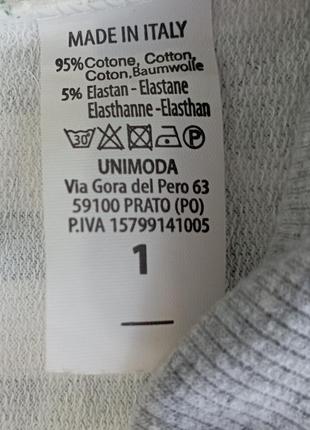 MADE IN ITALY
95%Cotone, Cotton,
Coton,Baumwolle
5% Elastan - Elastane
Elasthanne -Elasthan
30 P
UNIMODA
Via Gora del Pero 63
59100 PRATO (PO)
P.IVA 15799141005
1